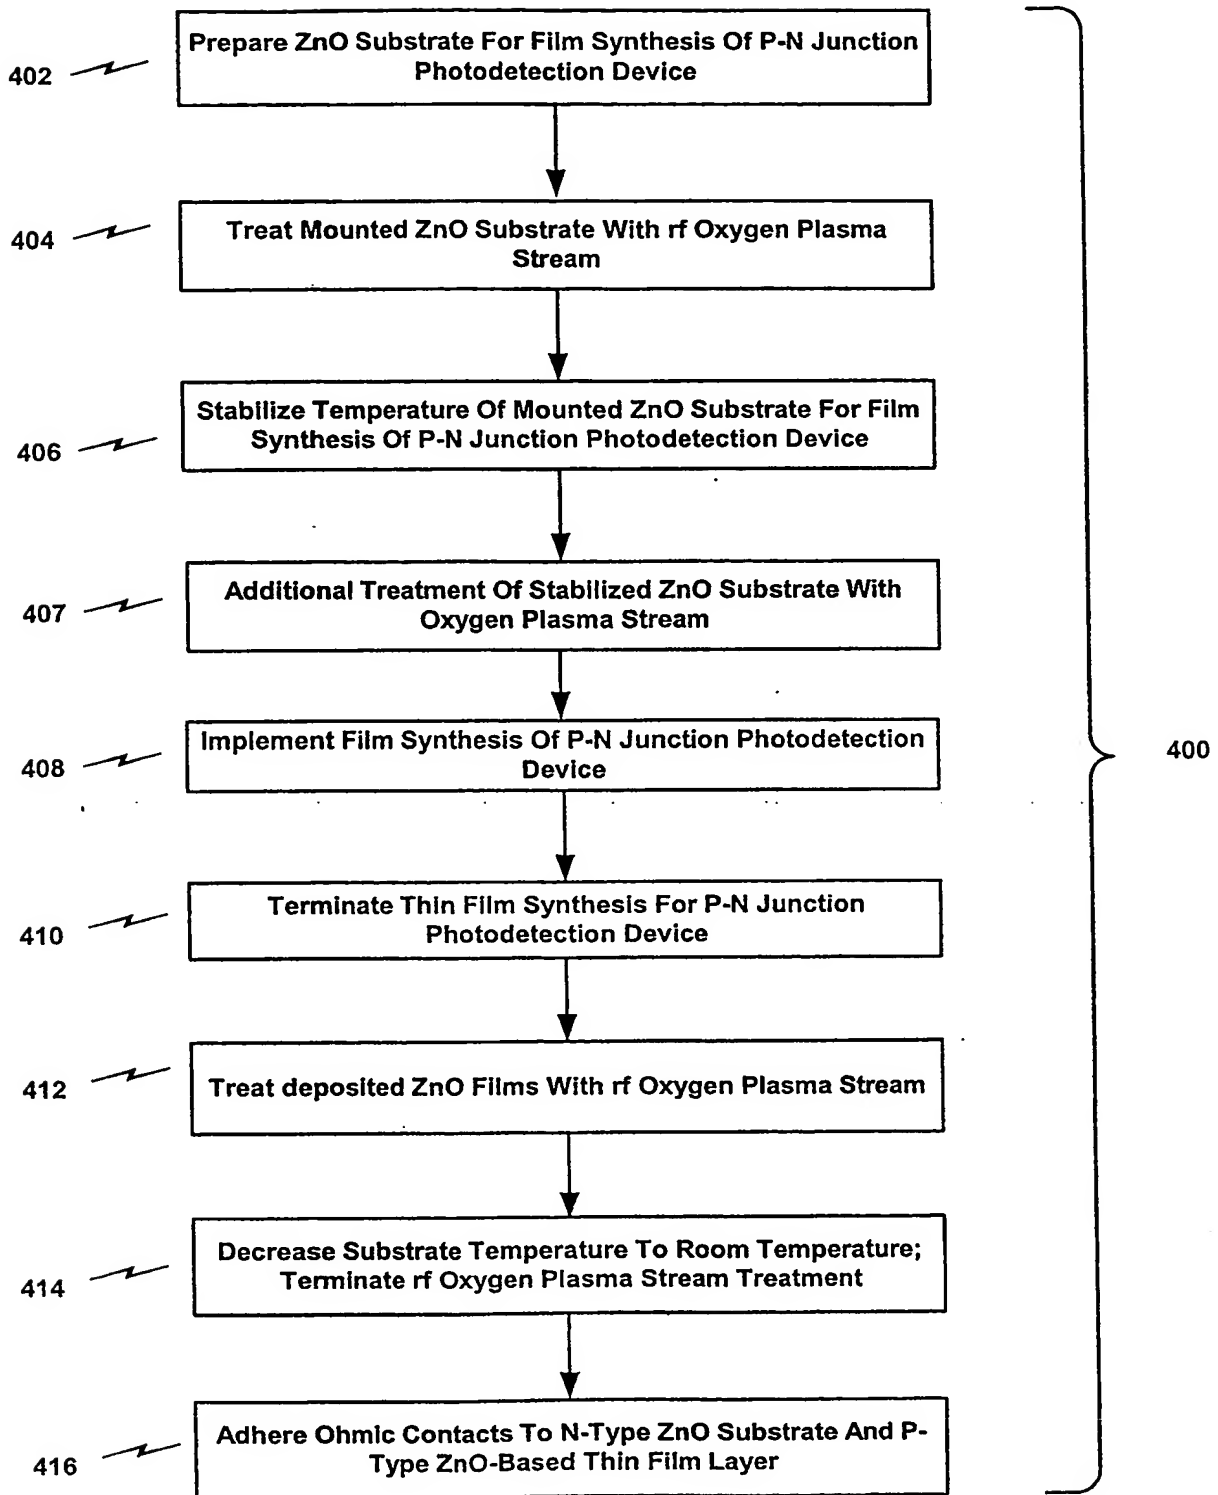 Prepare ZnO Substrate For Film Synthesis Of P-N Junction
Photodetection Device
402
Treat Mounted ZnO Substrate With rf Oxygen Plasma
Stream
404
Stabilize Temperature Of Mounted ZnO Substrate For Film
Synthesis Of P-N Junction Photodetection Device
406
Additional Treatment Of Stabilized ZnO Substrate With
Oxygen Plasma Stream
407
Implement Film Synthesis Of P-N Junction Photodetection
Device
408
400
Terminate Thin Film Synthesis For P-N Junction
Photodetection Device
410
Treat deposited ZnO Films With rf Oxygen Plasma Stream
412
Decrease Substrate Temperature To Room Temperature;
Terminate rf Oxygen Plasma Stream Treatment
414
Adhere Ohmic Contacts To N-Type ZnO Substrate And P-
Type ZnO-Based Thin Film Layer
416